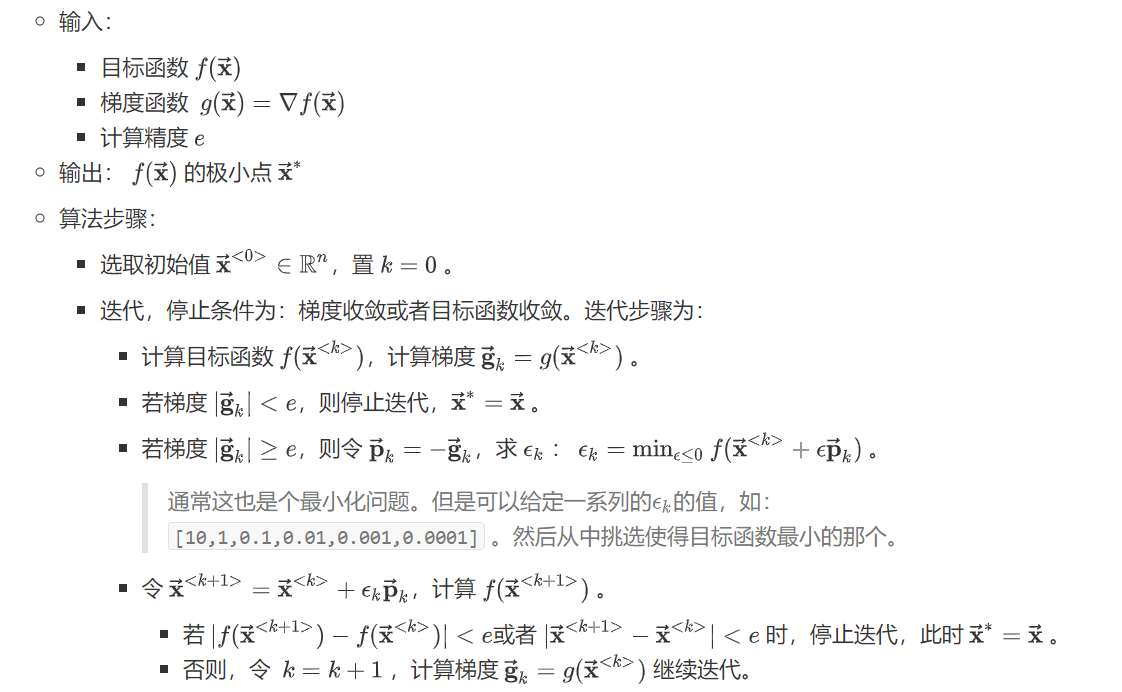 输入：
目标函数 $f(\vec{\mathbf{x}})$
梯度函数 $g(\vec{\mathbf{x}}) = \nabla f(\vec{\mathbf{x}})$
计算精度 $e$
输出： $f(\vec{\mathbf{x}})$ 的极小点 $\vec{\mathbf{x}}^*$
算法步骤：
选取初始值 $\vec{\mathbf{x}}^{<0>} \in \mathbb{R}^n$，置 $k = 0$ 。
迭代，停止条件为：梯度收敛或者目标函数收敛。迭代步骤为：
计算目标函数 $f(\vec{\mathbf{x}}^{<k>})$，计算梯度 $\vec{\mathbf{g}}_k = g(\vec{\mathbf{x}}^{<k>})$ 。
若梯度 $|\vec{\mathbf{g}}_k| < e$，则停止迭代，$\vec{\mathbf{x}}^* = \vec{\mathbf{x}}$ 。
若梯度 $|\vec{\mathbf{g}}_k| \geq e$，则令 $\vec{\mathbf{p}}_k = -\vec{\mathbf{g}}_k$，求 $\epsilon_k$ ： $\epsilon_k = \min_{\epsilon \leq 0} f(\vec{\mathbf{x}}^{<k>} + \epsilon \vec{\mathbf{p}}_k)$ 。
通常这也是个最小化问题。但是可以给定一系列的$\epsilon_k$的值，如：
[10,1,0.1,0.01,0.001,0.0001] 。然后从中挑选使得目标函数最小的那个。
令 $\vec{\mathbf{x}}^{<k+1>} = \vec{\mathbf{x}}^{<k>} + \epsilon_k \vec{\mathbf{p}}_k$，计算 $f(\vec{\mathbf{x}}^{<k+1>})$ 。
若 $|f(\vec{\mathbf{x}}^{<k+1>}) - f(\vec{\mathbf{x}}^{<k>})| < e$或者 $|\vec{\mathbf{x}}^{<k+1>} - \vec{\mathbf{x}}^{<k>}| < e$ 时，停止迭代，此时 $\vec{\mathbf{x}}^* = \vec{\mathbf{x}}$ 。
否则，令 $k = k + 1$ ，计算梯度 $\vec{\mathbf{g}}_k = g(\vec{\mathbf{x}}^{<k>})$ 继续迭代。